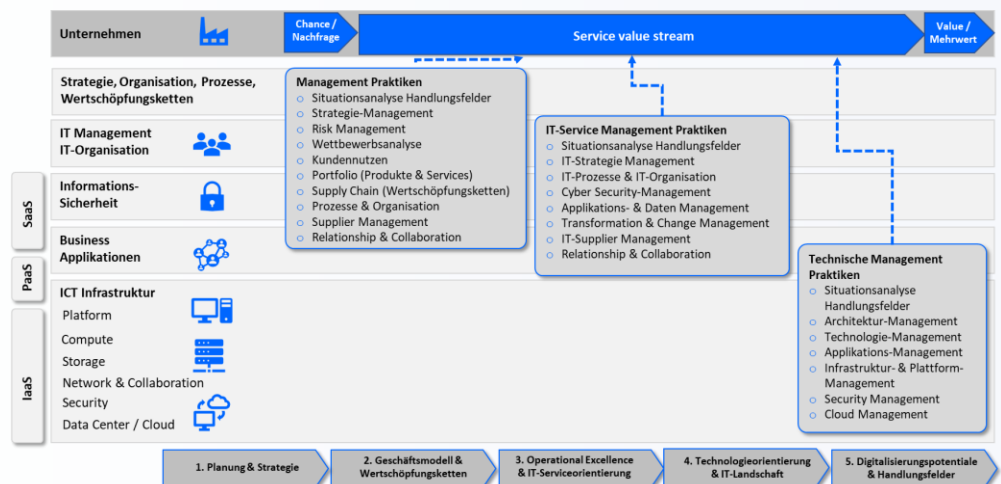 Unternehmen
Chance /
Nachfrage
Service value stream
Value /
Mehrwert
Strategie, Organisation, Prozesse,
Wertschöpfungsketten
IT Management
IT-Organisation
Informations-
Sicherheit
Business
Applikationen
ICT Infrastruktur
Platform
Compute
Storage
Network & Collaboration
Security
Data Center / Cloud
SaaS
PaaS
IaaS
Management Praktiken
Situationsanalyse Handlungsfelder
Strategie-Management
Risk Management
Wettbewerbsanalyse
Kundennutzen
Portfolio (Produkte & Services)
Supply Chain (Wertschöpfungsketten)
Prozesse & Organisation
Supplier Management
Relationship & Collaboration
IT-Service Management Praktiken
Situationsanalyse Handlungsfelder
IT-Strategie Management
IT-Prozesse & IT-Organisation
Cyber Security-Management
Applikations- & Daten Management
Transformation & Change Management
IT-Supplier Management
Relationship & Collaboration
Technische Management
Praktiken
Situationsanalyse
Handlungsfelder
Architektur-Management
Technologie-Management
Applikations-Management
Infrastruktur- & Plattform-
Management
Security Management
Cloud Management
1. Planung & Strategie
2. Geschäftsmodell &
Wertschöpfungsketten
3. Operational Excellence
& IT-Serviceorientierung
4. Technologieorientierung
& IT-Landschaft
5. Digitalisierungspotentiale
& Handlungsfelder